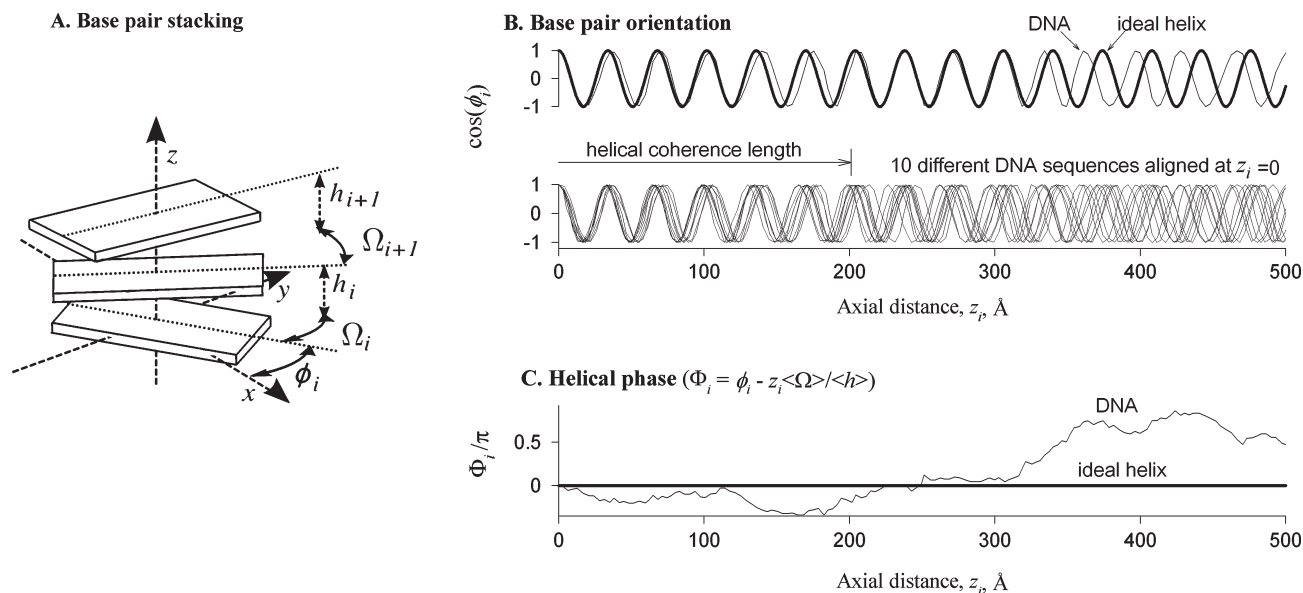 A. Base pair stacking
z
h i+1
Ω i+1
h i
y
Ω i
ϕ i
x
B. Base pair orientation
DNA
ideal helix
cos(ϕ i)
1
0
-1
helical coherence length
10 different DNA sequences aligned at z i =0
1
0
-1
0 100 200 300 400 500
Axial distance, z i, Å
C. Helical phase (Φ i = ϕ i - z i<Ω>/<h>)
DNA
Φ i/π
0.5
ideal helix
0
0 100 200 300 400 500
Axial distance, z i, Å